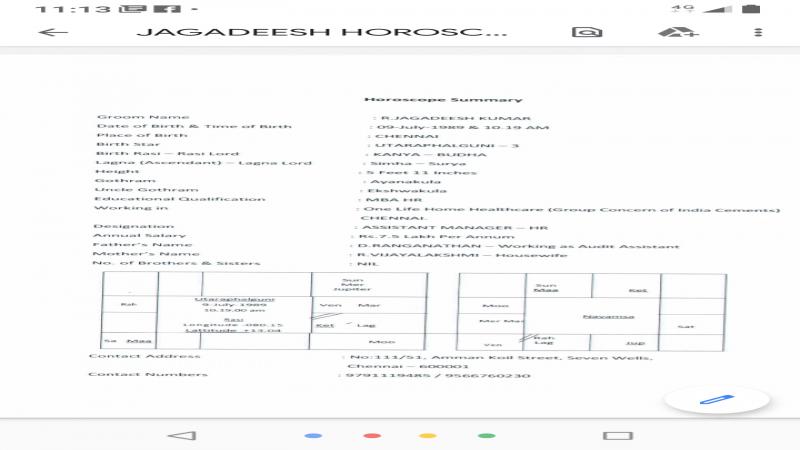 11:13
4G
JAGADEESH HOROSC...
Horoscope Summary
Groom Name : R.JAGADEESH KUMAR
Date of Birth & Time of Birth : 09-July-1989 & 10.19 AM
Place of Birth : CHENNAI
Birth Star : UTARAPHALGUNI – 3
Birth Rasi – Rasi Lord : KANYA – BUDHA
Lagna (Ascendant) – Lagna Lord : Simha – Surya
Height : 5 Feet 11 Inches
Gothram : Ayanakula
Uncle Gothram : Ekshwakula
Educational Qualification : MBA HR
Working in : One Life Home Healthcare (Group Concern of India Cements)
CHENNAI.
Designation : ASSISTANT MANAGER – HR
Annual Salary : Rs.7.5 Lakh Per Annum
Father's Name : D.RANGANATHAN – Working as Audit Assistant
Mother's Name : R.VIJAYALAKSHMI – Housewife
No. of Brothers & Sisters : NIL
Sun
Mer
Jupiter
Rah
Utaraphalguni
9-July-1989
10.19.00 am
Rasi
Longitude -080.15
Lattitude +13.04
Ven Mar
Ket Lag
Sa Maa
Moo
Sun
Maa
Ket
Moo
Mer Mar
Navamsa
Sat
Ven
Rah
Lag
Jup
Contact Address : No:111/51, Amman Koil Street, Seven Wells,
Chennai – 600001
Contact Numbers : 9791119485 / 9566760230